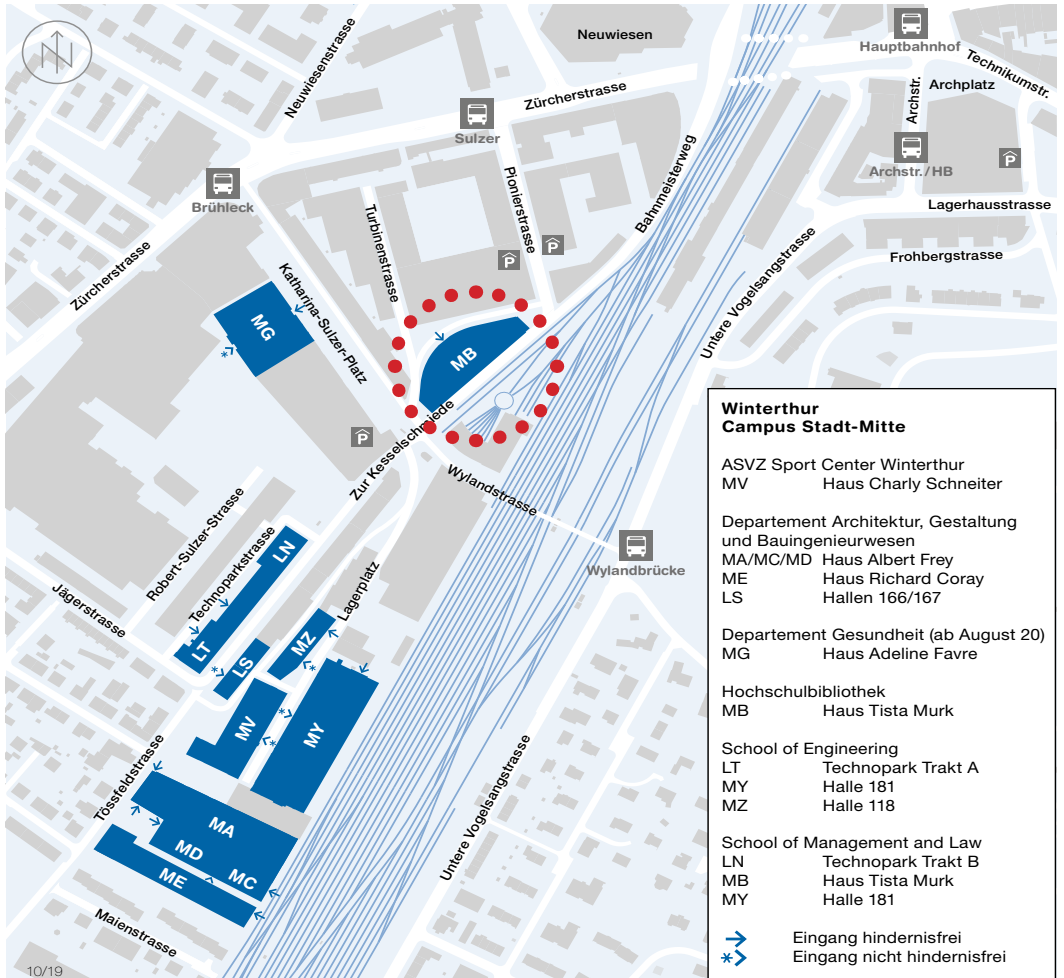 N
Neuwiesenstrasse
Neuwiesen
Hauptbahnhof
Technikumstr.
Zürcherstrasse
Sulzer
Archstr.
Archplatz
Archstr./HB
P
Brühleck
Pionierstrasse
Bahnmeisterweg
Lagerhausstrasse
Turbinenstrasse
P
P
Frohbergstrasse
Zürcherstrasse
Katharina-Sulzer-Platz
Untere Vogelsangstrasse
MG
*
MB
P
Zur Kesselschmiede
Wylandstrasse
Wylandbrücke
Robert-Sulzer-Strasse
Technoparkstrasse
LN
Jägerstrasse
Lagerplatz
LT
*
LS
MZ
*
MV
*
*
MY
Tössfeldstrasse
Untere Vogelsangstrasse
MA
MD
MC
ME
Maienstrasse
10/19
Winterthur
Campus Stadt-Mitte
ASVZ Sport Center Winterthur
MV Haus Charly Schneiter
Departement Architektur, Gestaltung
und Bauingenieurwesen
MA/MC/MD Haus Albert Frey
ME Haus Richard Coray
LS Hallen 166/167
Departement Gesundheit (ab August 20)
MG Haus Adeline Favre
Hochschulbibliothek
MB Haus Tista Murk
School of Engineering
LT Technopark Trakt A
MY Halle 181
MZ Halle 118
School of Management and Law
LN Technopark Trakt B
MB Haus Tista Murk
MY Halle 181
Eingang hindernisfrei
* Eingang nicht hindernisfrei